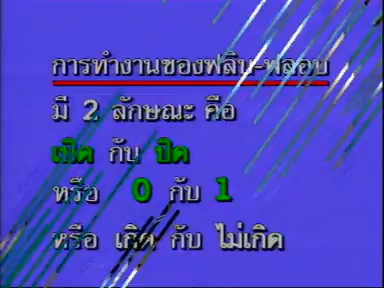 การทำงานของฟลิบ-ฟลอบ
มี 2 ลักษณะ คือ
เปิด กับ ปิด
หรือ 0 กับ 1
หรือ เกิด กับ ไม่เกิด